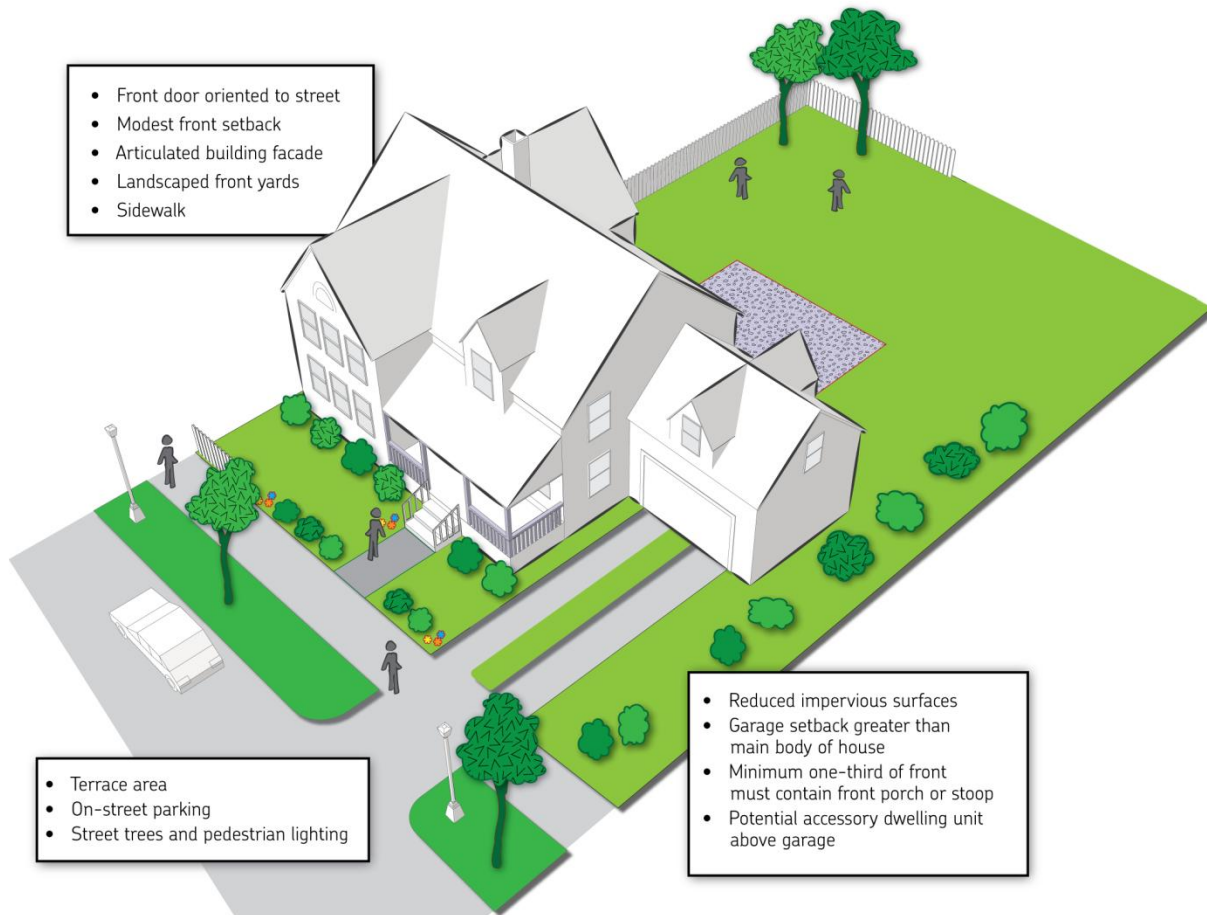 • Front door oriented to street
• Modest front setback
• Articulated building facade
• Landscaped front yards
• Sidewalk
• Terrace area
• On-street parking
• Street trees and pedestrian lighting
• Reduced impervious surfaces
• Garage setback greater than
main body of house
• Minimum one-third of front
must contain front porch or stoop
• Potential accessory dwelling unit
above garage